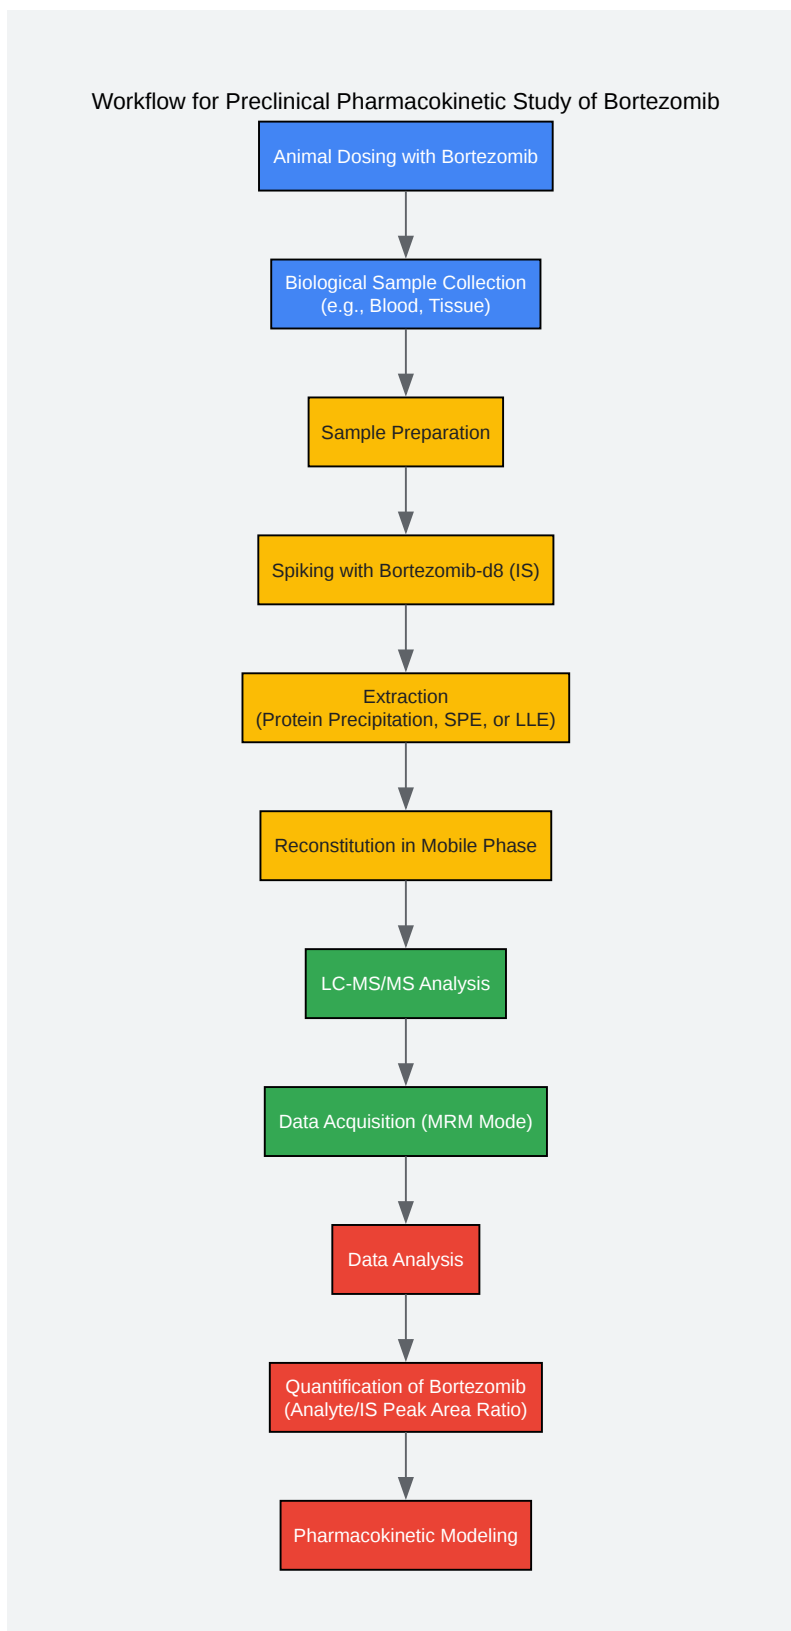 Workflow for Preclinical Pharmacokinetic Study of Bortezomib
Animal Dosing with Bortezomib
Biological Sample Collection
(e.g., Blood, Tissue)
Sample Preparation
Spiking with Bortezomib-d8 (IS)
Extraction
(Protein Precipitation, SPE, or LLE)
Reconstitution in Mobile Phase
LC-MS/MS Analysis
Data Acquisition (MRM Mode)
Data Analysis
Quantification of Bortezomib
(Analyte/IS Peak Area Ratio)
Pharmacokinetic Modeling